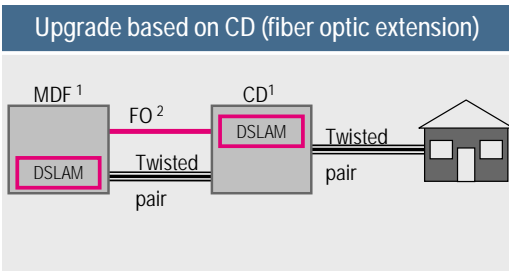 Upgrade based on CD (fiber optic extension)
MDF 1
FO 2
CD1
DSLAM
Twisted
pair
DSLAM
Twisted
pair